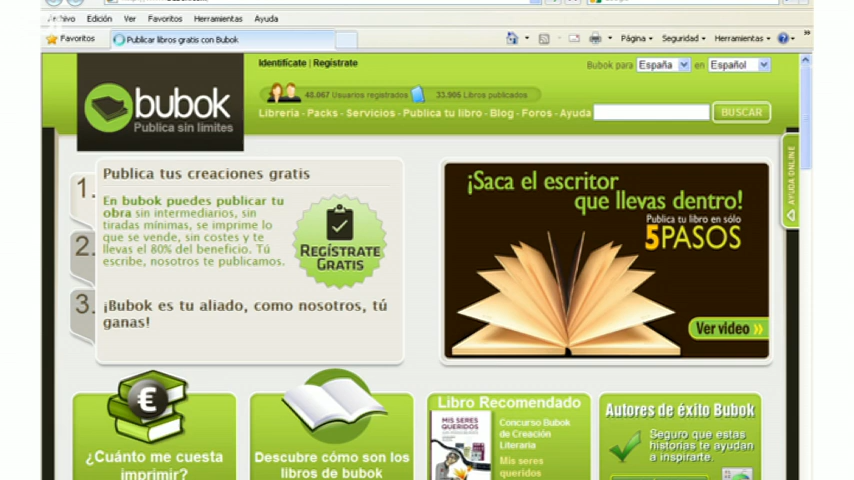 Edición Ver Favoritos Herramientas Ayuda
Favoritos
Publicar libros gratis con Bubok
Página
Seguridad
Herramientas
Identifícate | Regístrate
Bubok para España en Español
bubok
Publica sin límites
48.067 Usuarios registrados
33.906 Libros publicados
Librería - Packs - Servicios - Publica tu libro - Blog - Foros - Ayuda
BUSCAR
AYUDA ONLINE
1.
2.
3.
Publica tus creaciones gratis
En bubok puedes publicar tu
obra sin intermediarios, sin
tiradas mínimas, se imprime lo
que se vende, sin costes y te
llevas el 80% del beneficio. Tú
escribe, nosotros te publicamos.
REGÍSTRATE
GRATIS
¡Bubok es tu aliado, como nosotros, tú
ganas!
¡Saca el escritor
que llevas dentro!
Publica tu libro en sólo
5 PASOS
Ver video »
€
¿Cuánto me cuesta
imprimir?
Descubre cómo son los
libros de bubok
Libro Recomendado
MIS SERES
QUERIDOS
Concurso Bubok
de Creación
Literaria
Mis seres
queridos
Autores de éxito Bubok
Seguro que estas
historias te ayudan
a inspirarte.